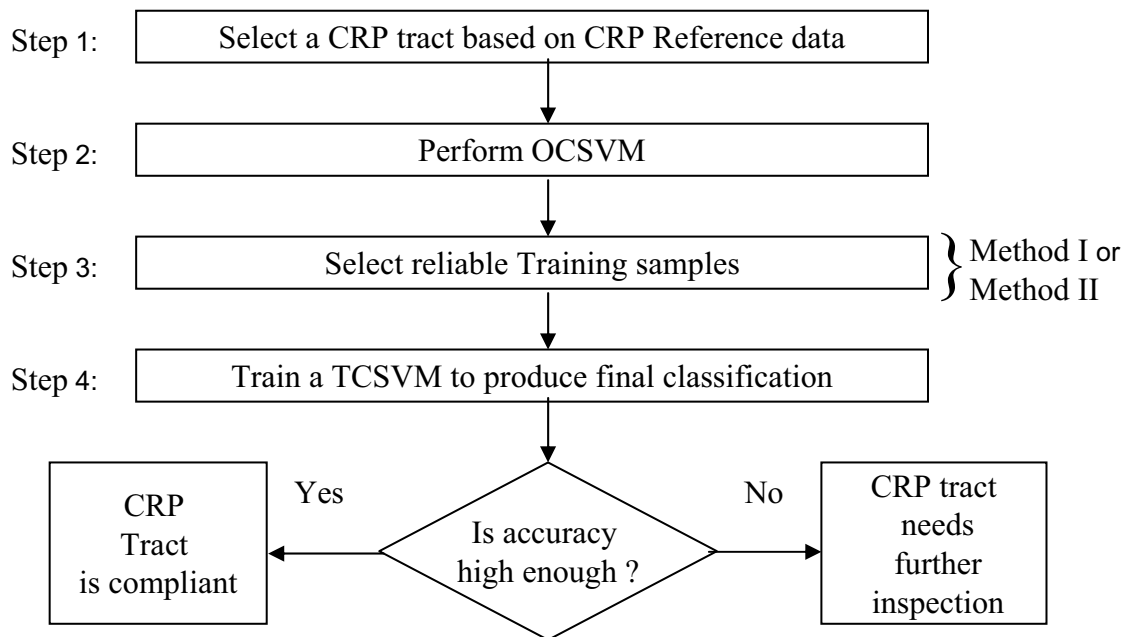 Step 1:
Select a CRP tract based on CRP Reference data
Step 2:
Perform OCSVM
Step 3:
Select reliable Training samples
} Method I or
Method II
Step 4:
Train a TCSVM to produce final classification
CRP
Tract
is compliant
Yes
Is accuracy
high enough ?
No
CRP tract
needs
further
inspection